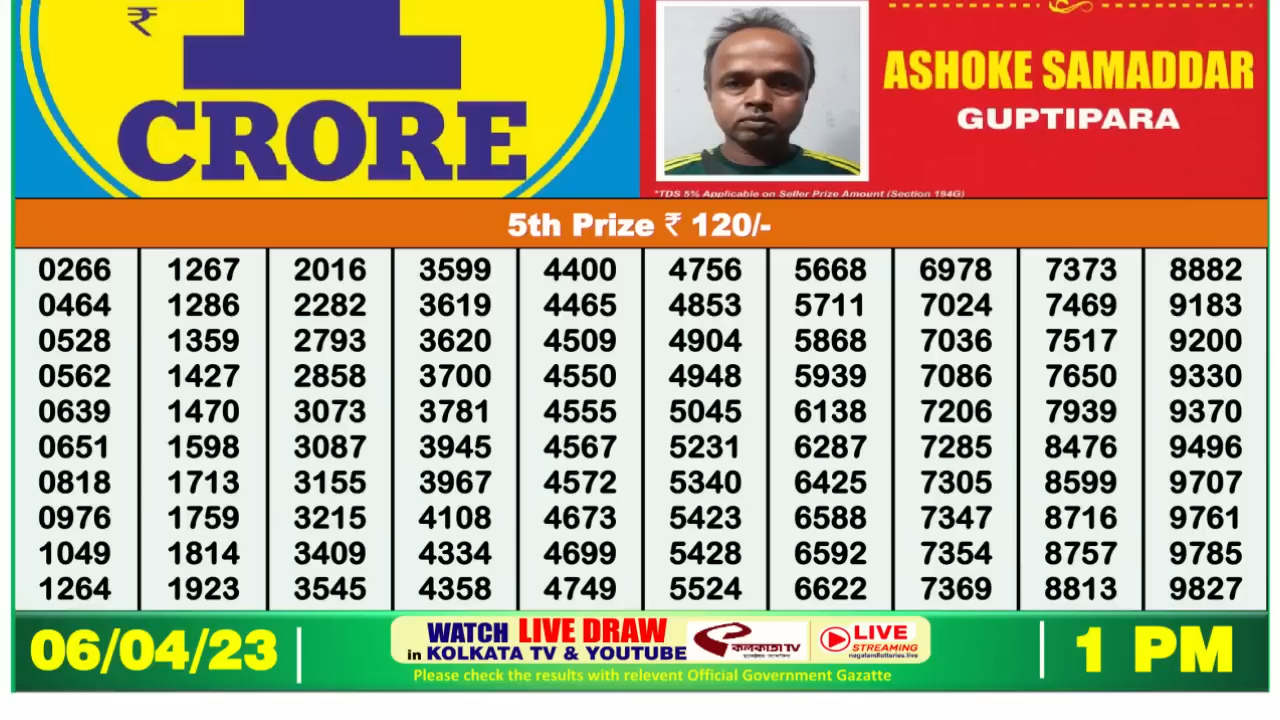 ₹ 1
CRORE
ASHOKE SAMADDAR
GUPTIPARA
*TDS 5% Applicable on Seller Prize Amount (Section 194G)
5th Prize ₹ 120/-
0266 1267 2016 3599 4400 4756 5668 6978 7373 8882
0464 1286 2282 3619 4465 4853 5711 7024 7469 9183
0528 1359 2793 3620 4509 4904 5868 7036 7517 9200
0562 1427 2858 3700 4550 4948 5939 7086 7650 9330
0639 1470 3073 3781 4555 5045 6138 7206 7939 9370
0651 1598 3087 3945 4567 5231 6287 7285 8476 9496
0818 1713 3155 3967 4572 5340 6425 7305 8599 9707
0976 1759 3215 4108 4673 5423 6588 7347 8716 9761
1049 1814 3409 4334 4699 5428 6592 7354 8757 9785
1264 1923 3545 4358 4749 5524 6622 7369 8813 9827
06/04/23
WATCH LIVE DRAW
in KOLKATA TV & YOUTUBE
কলকাতা TV
LIVE
STREAMING
nagalandlotteries.live
1 PM
Please check the results with relevent Official Government Gazatte